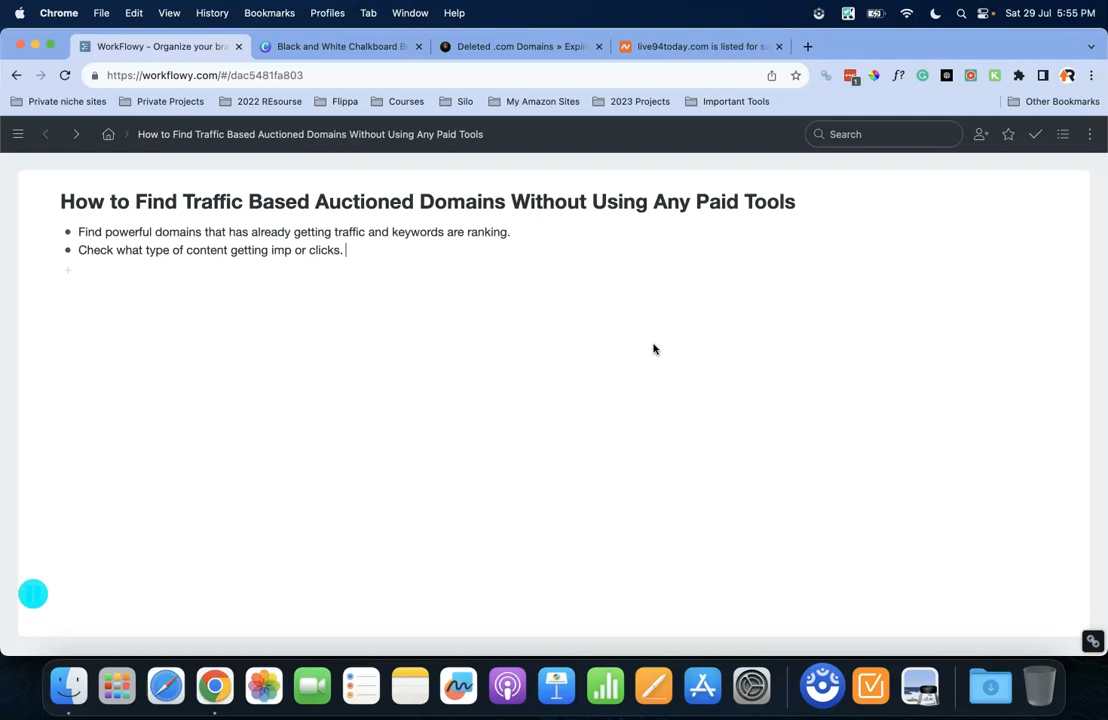 Chrome File Edit View History Bookmarks Profiles Tab Window Help Sat 29 Jul 5:55 PM
WorkFlowy - Organize your bra Black and White Chalkboard B Deleted .com Domains » Expir live94today.com is listed for sa
https://workflowy.com/#/dac5481fa803
Private niche sites Private Projects 2022 REsourse Flippa Courses Silo My Amazon Sites 2023 Projects Important Tools Other Bookmarks
How to Find Traffic Based Auctioned Domains Without Using Any Paid Tools Search
How to Find Traffic Based Auctioned Domains Without Using Any Paid Tools
Find powerful domains that has already getting traffic and keywords are ranking.
Check what type of content getting imp or clicks.